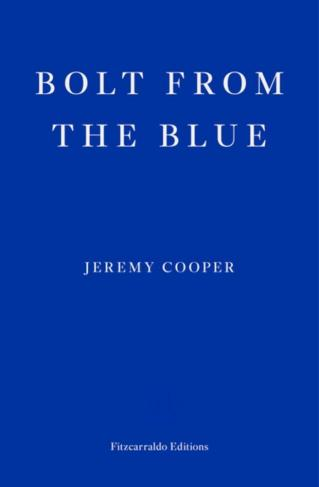 BOLT FROM
THE BLUE
JEREMY COOPER
Fitzcarraldo Editions